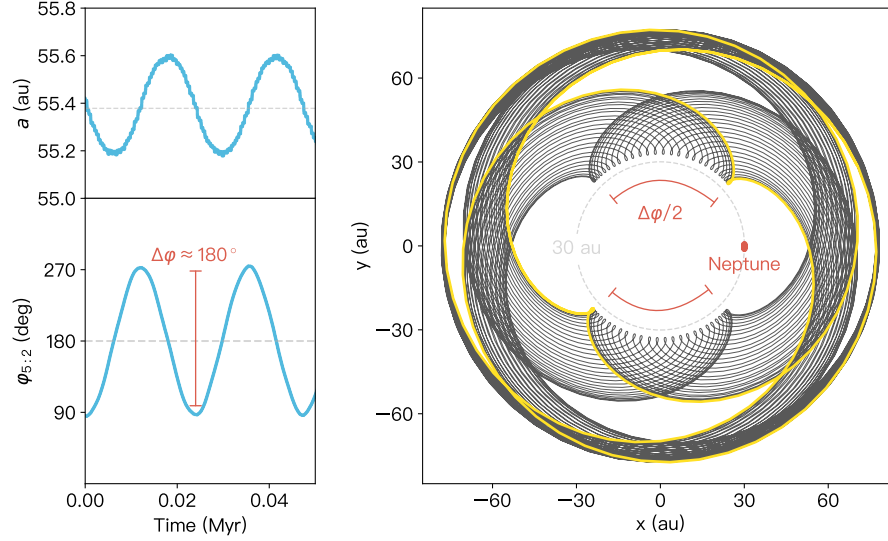 55.8
55.6
55.4
55.2
55.0
a (au)
Δφ ≈ 180°
270
180
90
φ5:2 (deg)
0.00
0.02
0.04
Time (Myr)
60
30
0
−30
−60
y (au)
Δφ/2
30 au
Neptune
−60
−30
0
30
60
x (au)